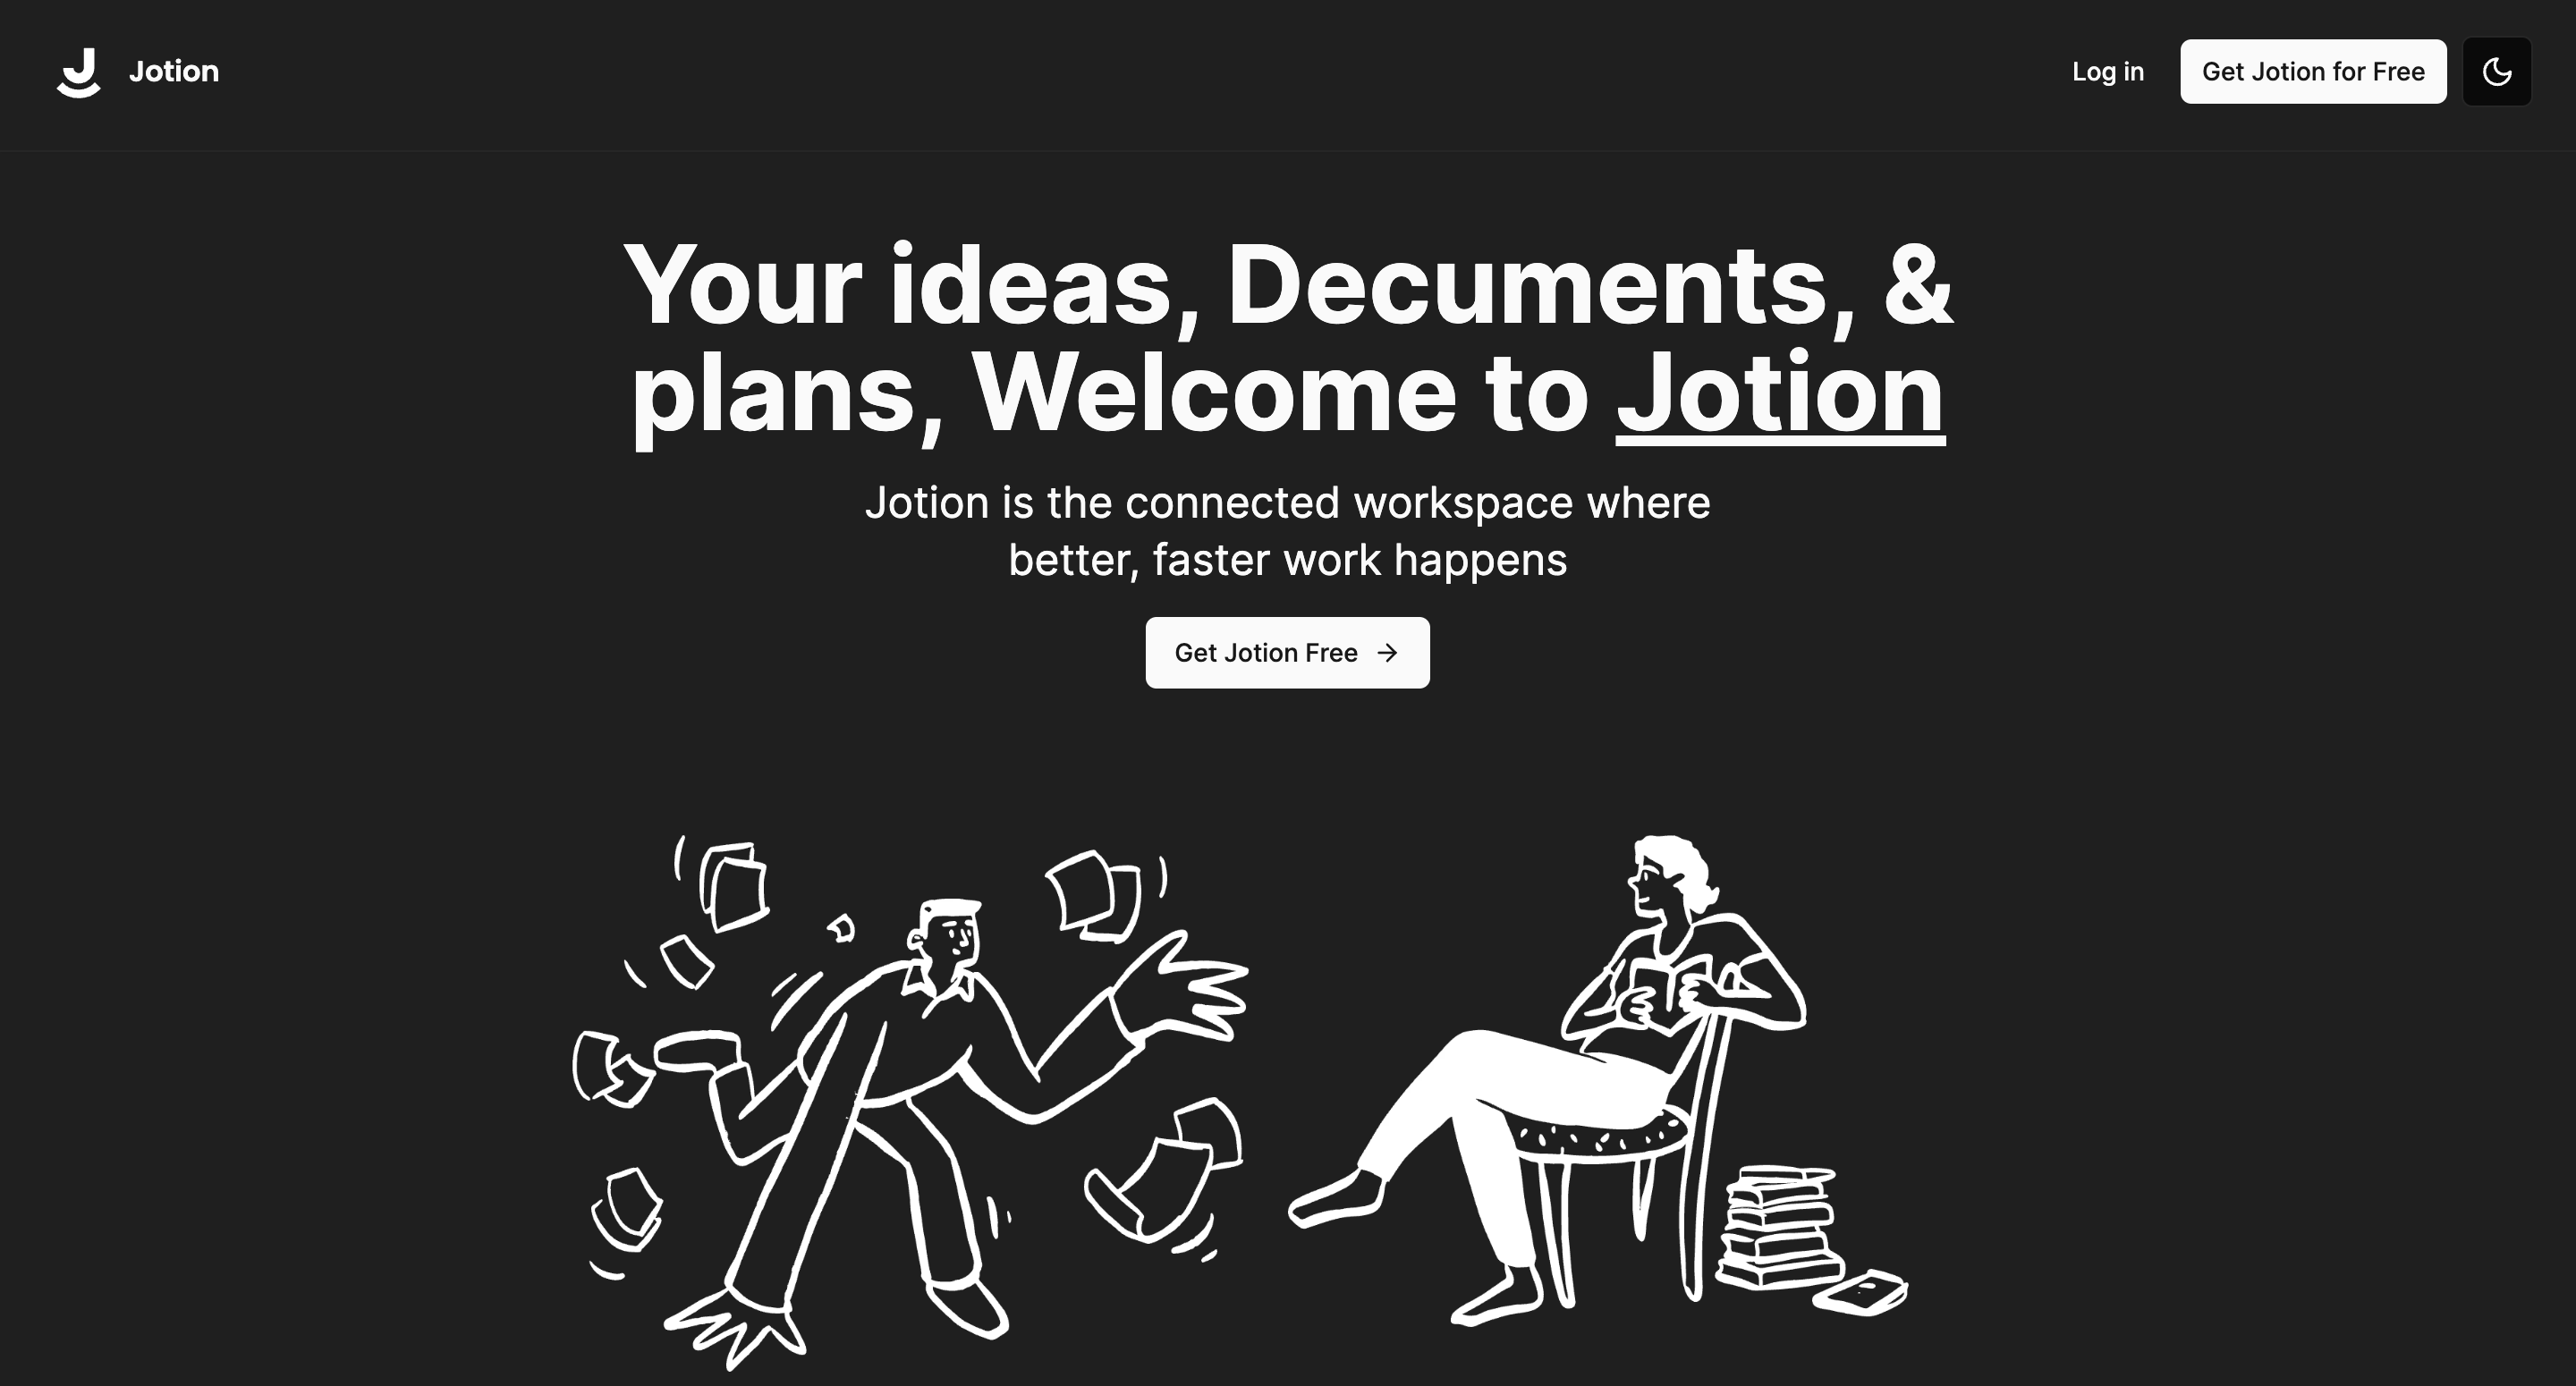 Jotion
Log in
Get Jotion for Free
Your ideas, Decuments, &
plans, Welcome to Jotion
Jotion is the connected workspace where
better, faster work happens
Get Jotion Free